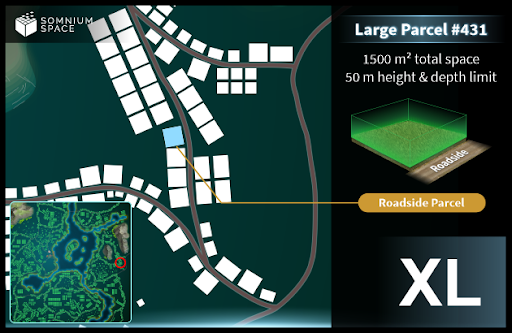 SOMNIUM
SPACE
Large Parcel #431
1500 m² total space
50 m height & depth limit
Roadside
Roadside Parcel
XL